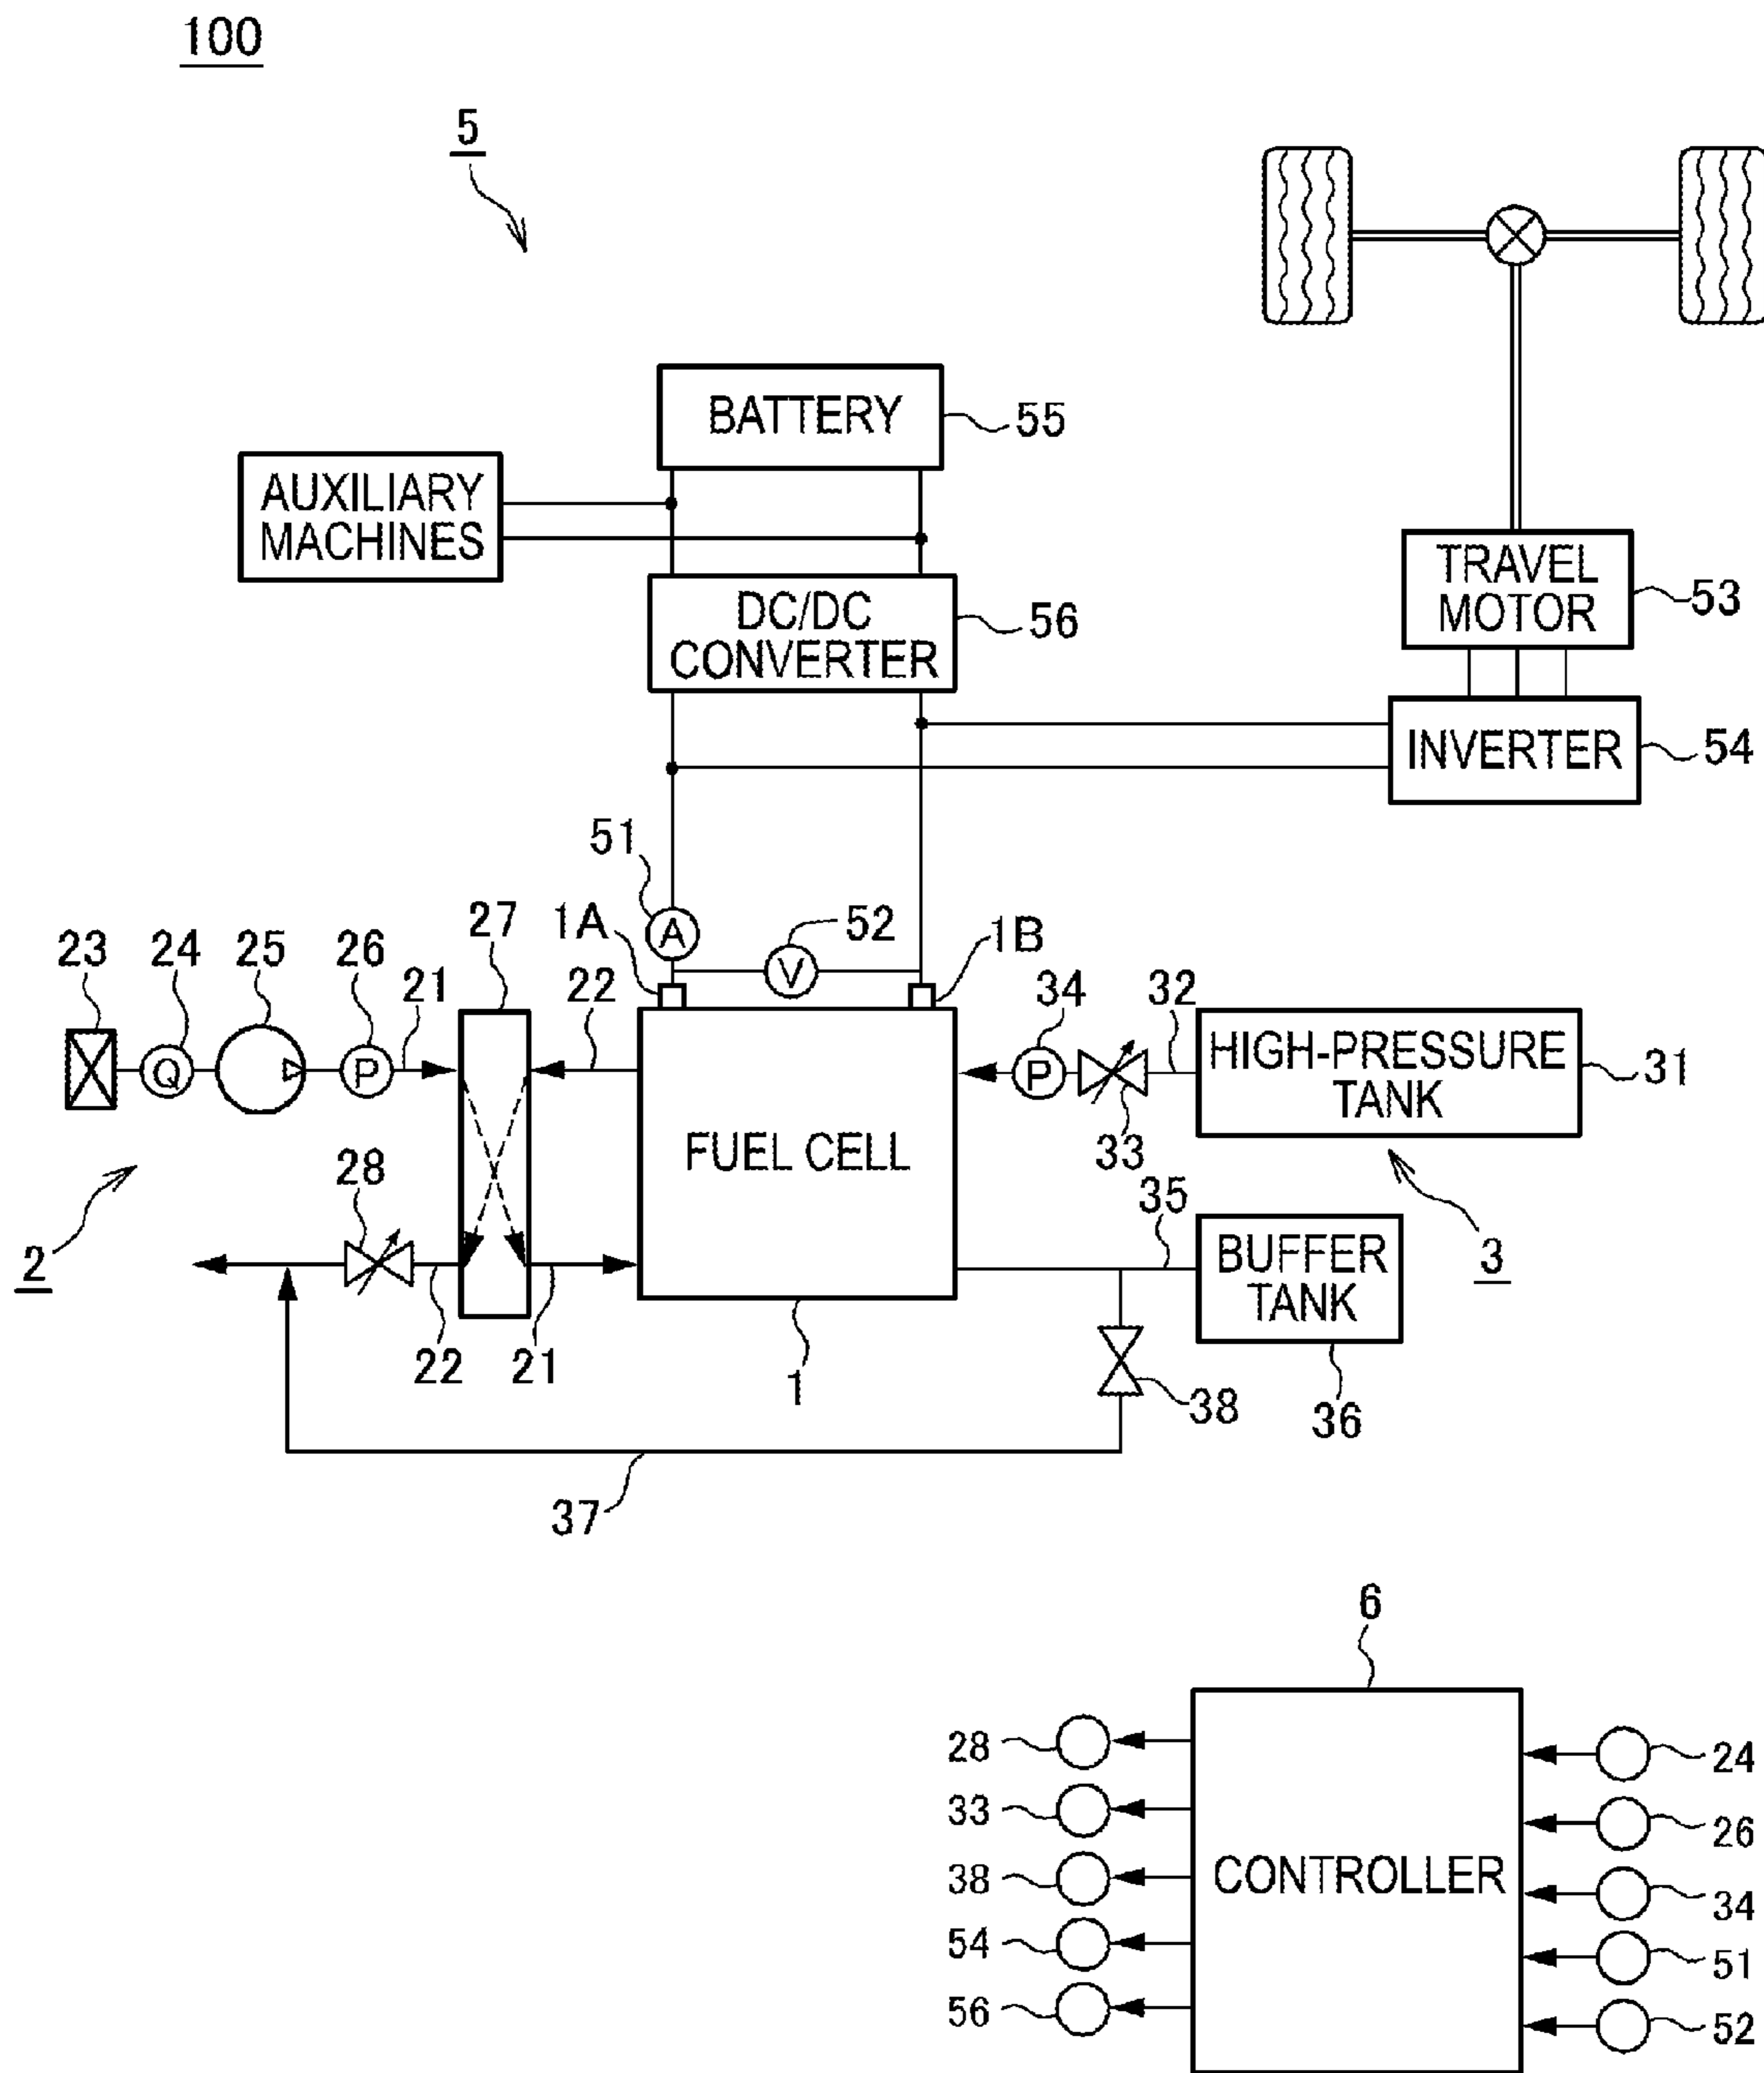 100
5
BATTERY
55
AUXILIARY
MACHINES
DC/DC
CONVERTER
56
TRAVEL
MOTOR
53
INVERTER
54
51
A
52
V
1A
1B
23
24
25
26
21
27
22
Q
P
34
32
P
33
HIGH-PRESSURE
TANK
31
FUEL CELL
28
2
22
21
1
35
BUFFER
TANK
3
38
36
37
6
CONTROLLER
28
33
38
54
56
24
26
34
51
52